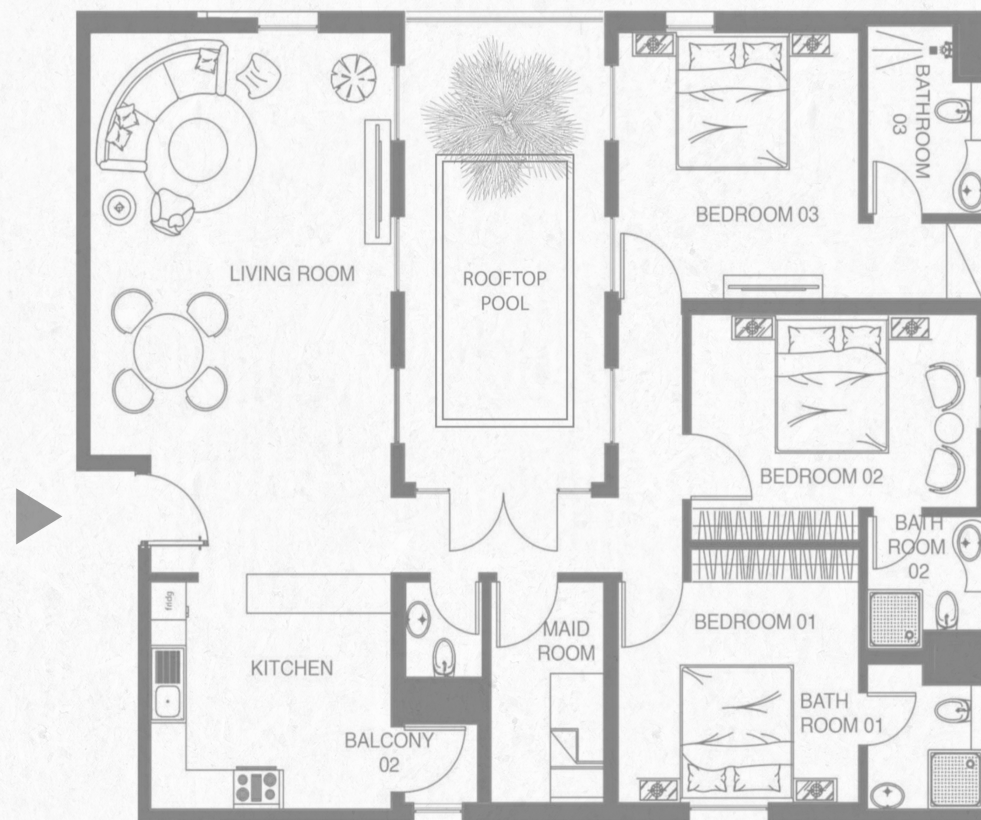 BATHROOM
03
BEDROOM 03
LIVING ROOM
ROOFTOP
POOL
BEDROOM 02
BATH
ROOM
02
fridg
MAID
ROOM
BEDROOM 01
KITCHEN
BATH
ROOM 01
BALCONY
02